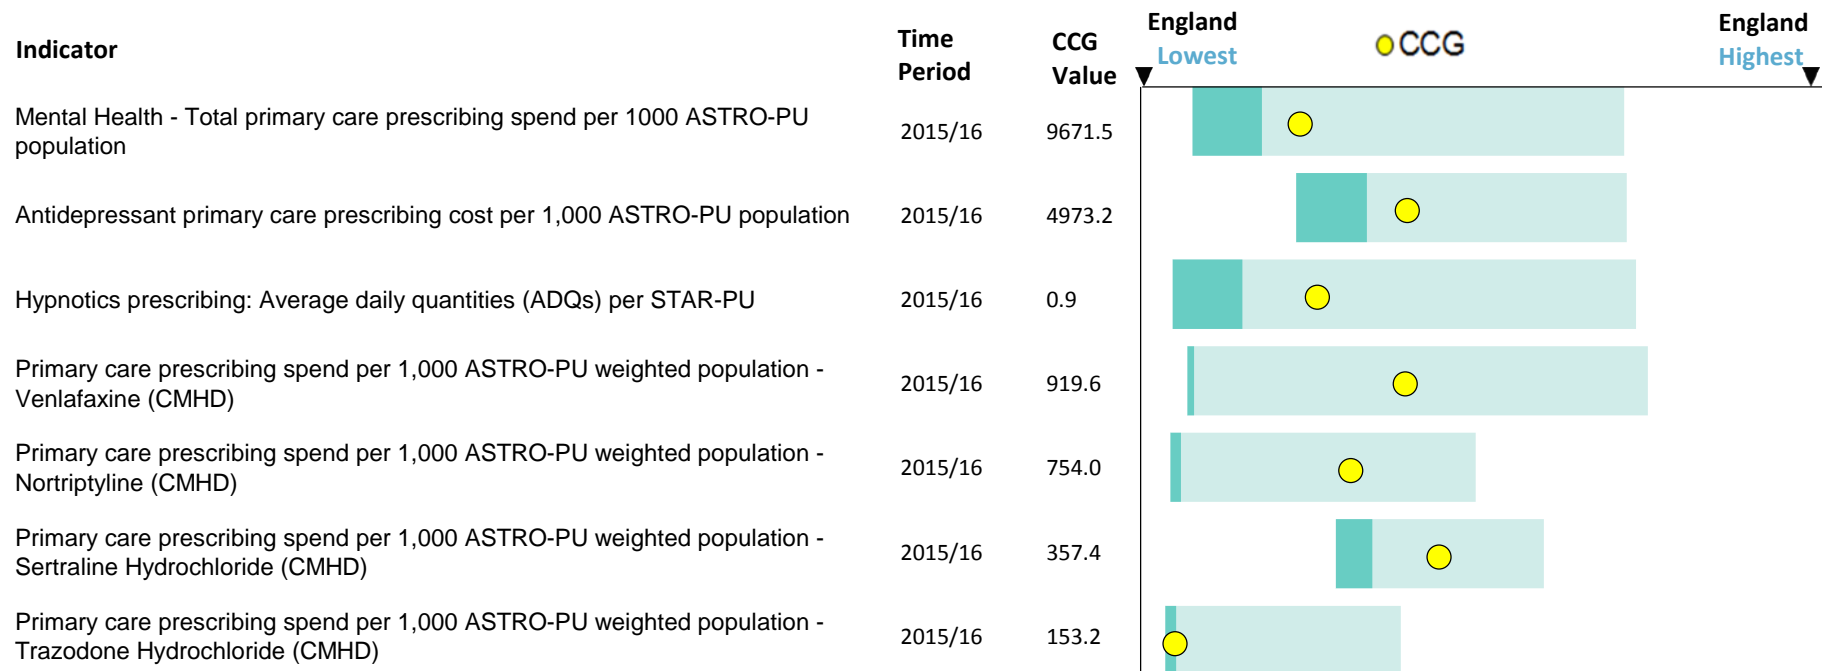 Indicator
Time
Period
CCG
Value
England
Lowest
CCG
England
Highest
Mental Health - Total primary care prescribing spend per 1000 ASTRO-PU
population
2015/16
9671.5
Antidepressant primary care prescribing cost per 1,000 ASTRO-PU population
2015/16
4973.2
Hypnotics prescribing: Average daily quantities (ADQs) per STAR-PU
2015/16
0.9
Primary care prescribing spend per 1,000 ASTRO-PU weighted population -
Venlafaxine (CMHD)
2015/16
919.6
Primary care prescribing spend per 1,000 ASTRO-PU weighted population -
Nortriptyline (CMHD)
2015/16
754.0
Primary care prescribing spend per 1,000 ASTRO-PU weighted population -
Sertraline Hydrochloride (CMHD)
2015/16
357.4
Primary care prescribing spend per 1,000 ASTRO-PU weighted population -
Trazodone Hydrochloride (CMHD)
2015/16
153.2